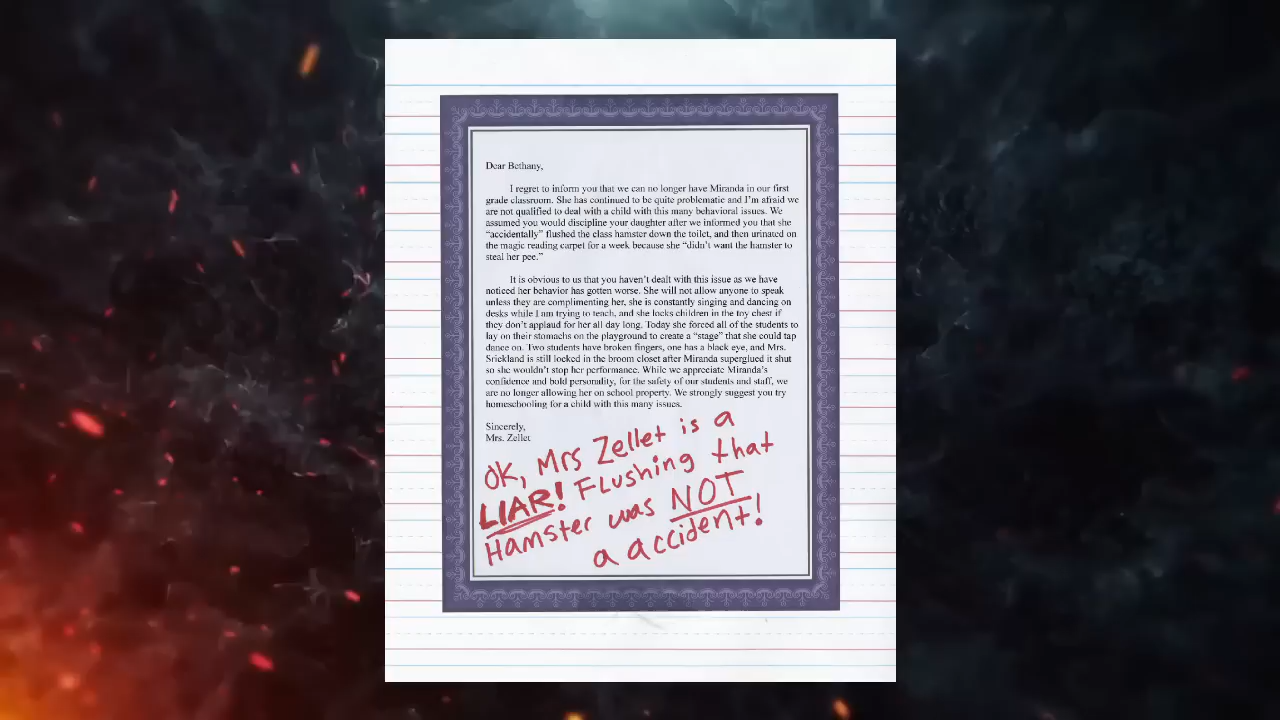 Dear Bethany,
I regret to inform you that we can no longer have Miranda in our first
grade classroom. She has continued to be quite problematic and I'm afraid we
are not qualified to deal with a child with this many behavioral issues. We
assumed you would discipline your daughter after we informed you that she
"accidentally" flushed the class hamster down the toilet, and then urinated on
the magic reading carpet for a week because she "didn't want the hamster to
steal her pee."
It is obvious to us that you haven't dealt with this issue as we have
noticed her behavior has gotten worse. She will not allow anyone to speak
unless they are complimenting her, she is constantly singing and dancing on
desks while I am trying to teach, and she locks children in the toy chest if
they don't applaud for her all day long. Today she forced all of the students to
lay on their stomachs on the playground to create a "stage" that she could tap
dance on. Two students have broken fingers, one has a black eye, and Mrs.
Srickland is still locked in the broom closet after Miranda superglued it shut
so she wouldn't stop her performance. While we appreciate Miranda's
confidence and bold personality, for the safety of our students and staff, we
are no longer allowing her on school property. We strongly suggest you try
homeschooling for a child with this many issues.
Sincerely,
Mrs. Zellet
OK, Mrs Zellet is a
LIAR! Flushing that
Hamster was NOT
a accident!